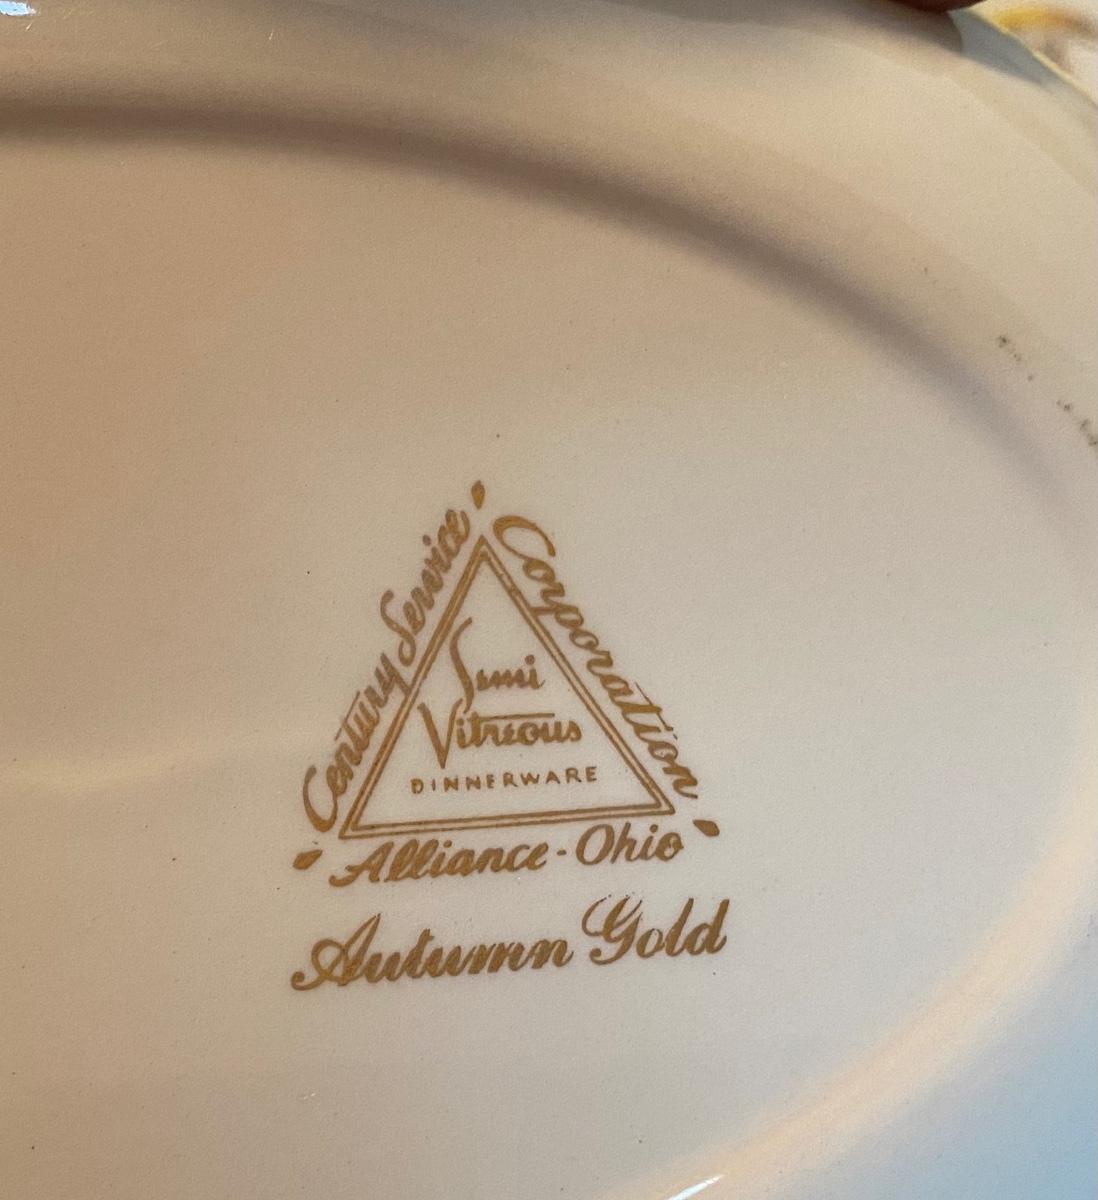 Century Service
Corporation
Semi
Vitreous
DINNERWARE
Alliance - Ohio
Autumn Gold